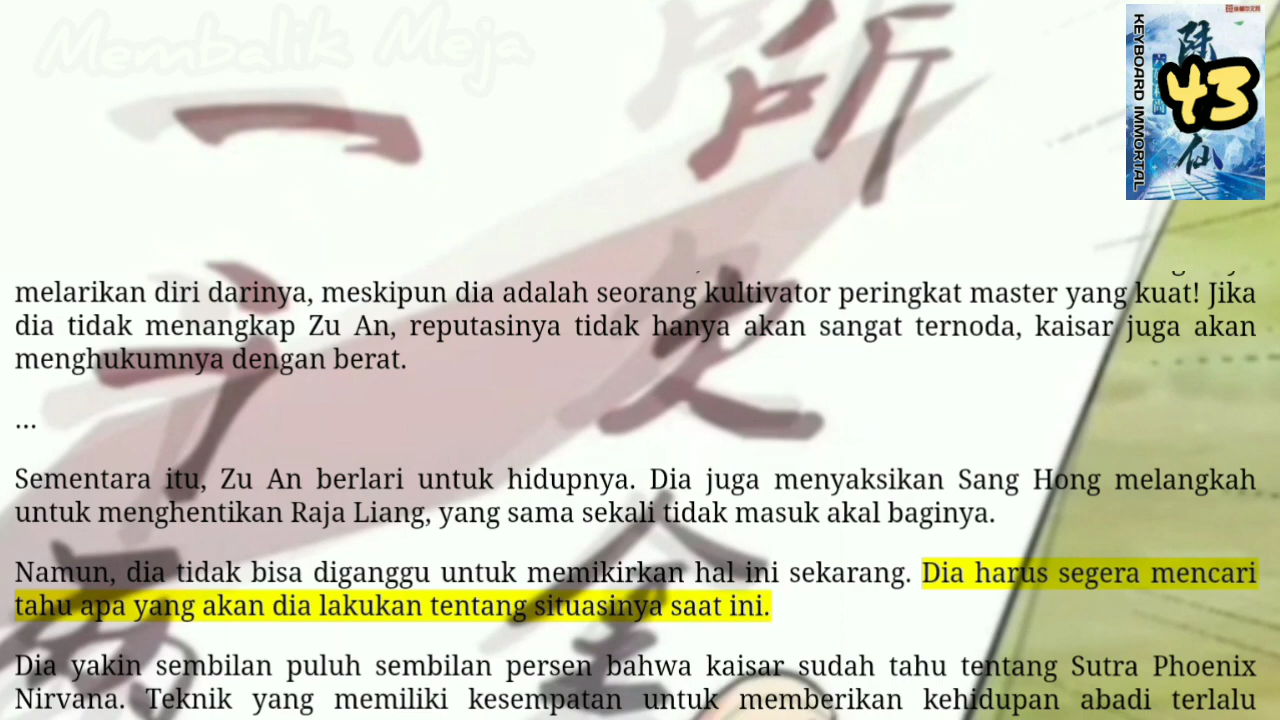 Membalik Meja
KEYBOARD IMMORTAL
43
仙
一
所
melarikan diri darinya, meskipun dia adalah seorang kultivator peringkat master yang kuat! Jika
dia tidak menangkap Zu An, reputasinya tidak hanya akan sangat ternoda, kaisar juga akan
menghukumnya dengan berat.
...
Sementara itu, Zu An berlari untuk hidupnya. Dia juga menyaksikan Sang Hong melangkah
untuk menghentikan Raja Liang, yang sama sekali tidak masuk akal baginya.
Namun, dia tidak bisa diganggu untuk memikirkan hal ini sekarang. Dia harus segera mencari
tahu apa yang akan dia lakukan tentang situasinya saat ini.
Dia yakin sembilan puluh sembilan persen bahwa kaisar sudah tahu tentang Sutra Phoenix
Nirvana. Teknik yang memiliki kesempatan untuk memberikan kehidupan abadi terlalu